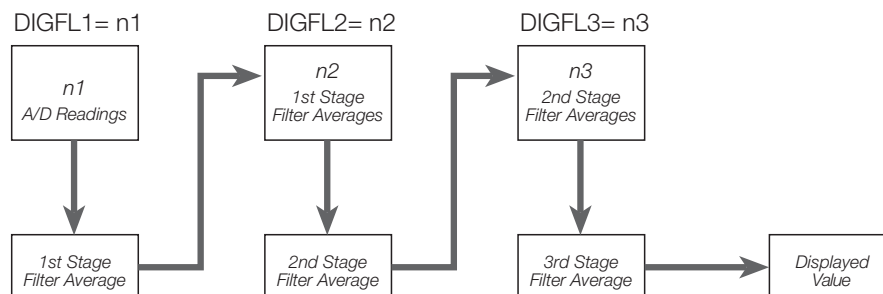 DIGFL1= n1
DIGFL2= n2
DIGFL3= n3
n1
A/D Readings
n2
1st Stage
Filter Averages
n3
2nd Stage
Filter Averages
1st Stage
Filter Average
2nd Stage
Filter Average
3rd Stage
Filter Average
Displayed
Value